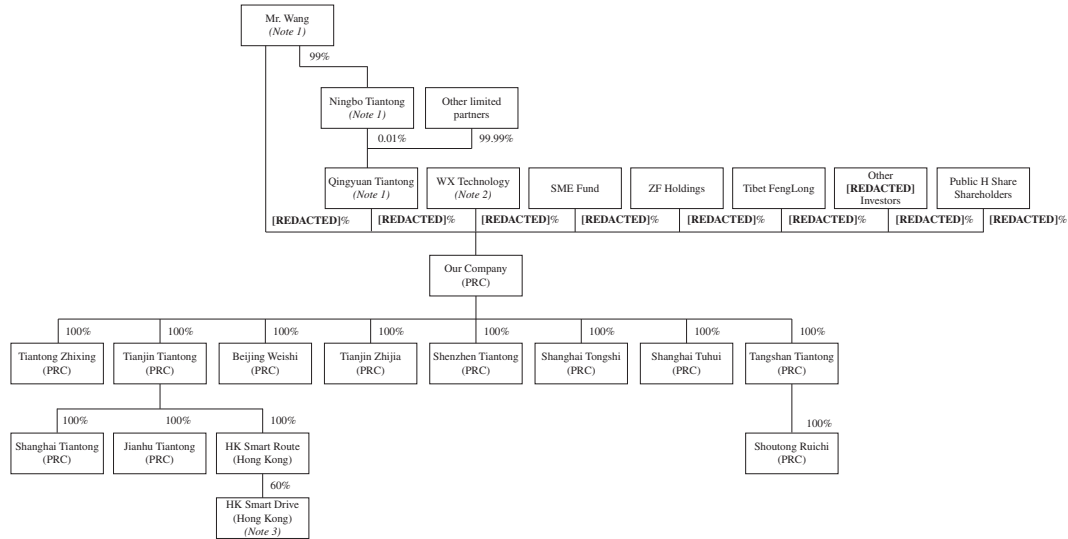 Mr. Wang
(Note 1)
99%
Ningbo Tiantong
(Note 1)
Other limited
partners
0.01%
99.99%
Qingyuan Tiantong
(Note 1)
WX Technology
(Note 2)
SME Fund
ZF Holdings
Tibet FengLong
Other
[REDACTED]
Investors
Public H Share
Shareholders
[REDACTED]%
[REDACTED]%
[REDACTED]%
[REDACTED]%
[REDACTED]%
[REDACTED]%
[REDACTED]%
[REDACTED]%
Our Company
(PRC)
100%
100%
100%
100%
100%
100%
100%
100%
Tiantong Zhixing
(PRC)
Tianjin Tiantong
(PRC)
Beijing Weishi
(PRC)
Tianjin Zhijia
(PRC)
Shenzhen Tiantong
(PRC)
Shanghai Tongshi
(PRC)
Shanghai Tuhui
(PRC)
Tangshan Tiantong
(PRC)
100%
100%
100%
100%
Shanghai Tiantong
(PRC)
Jianhu Tiantong
(PRC)
HK Smart Route
(Hong Kong)
Shoutong Ruichi
(PRC)
60%
HK Smart Drive
(Hong Kong)
(Note 3)